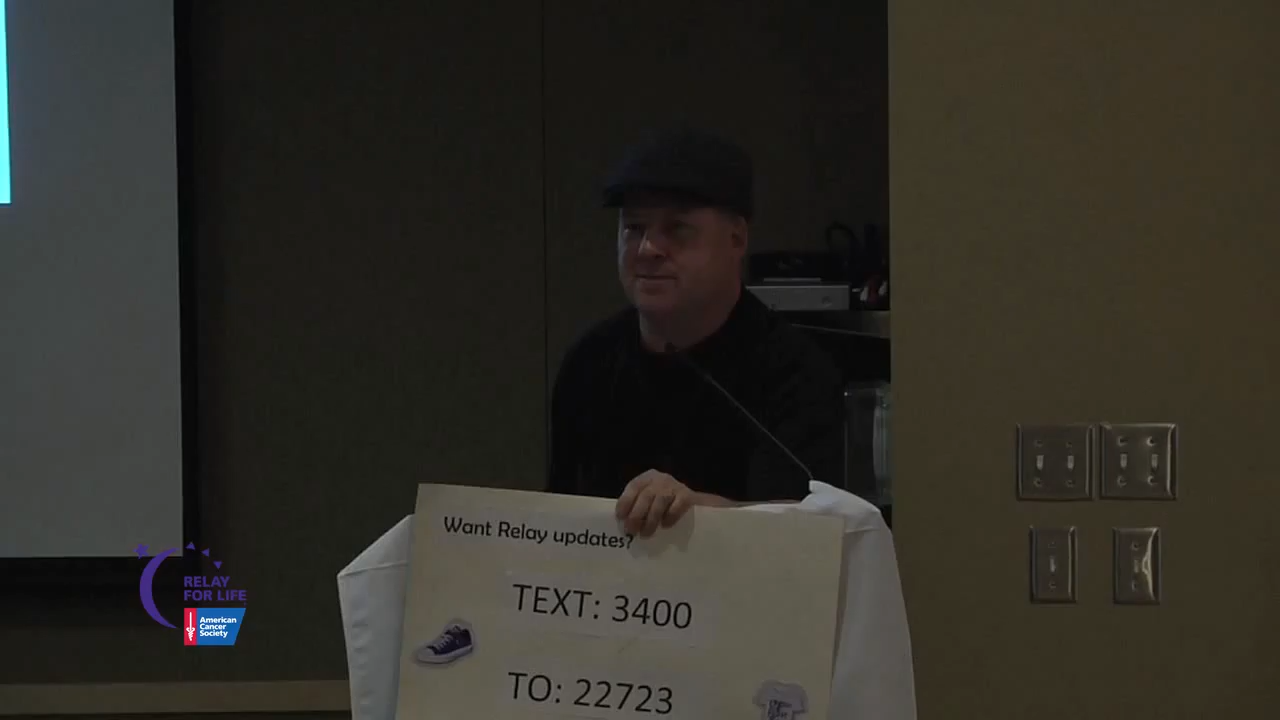 Want Relay updates?
TEXT: 3400
TO: 22723
RELAY
FOR LIFE
American
Cancer
Society